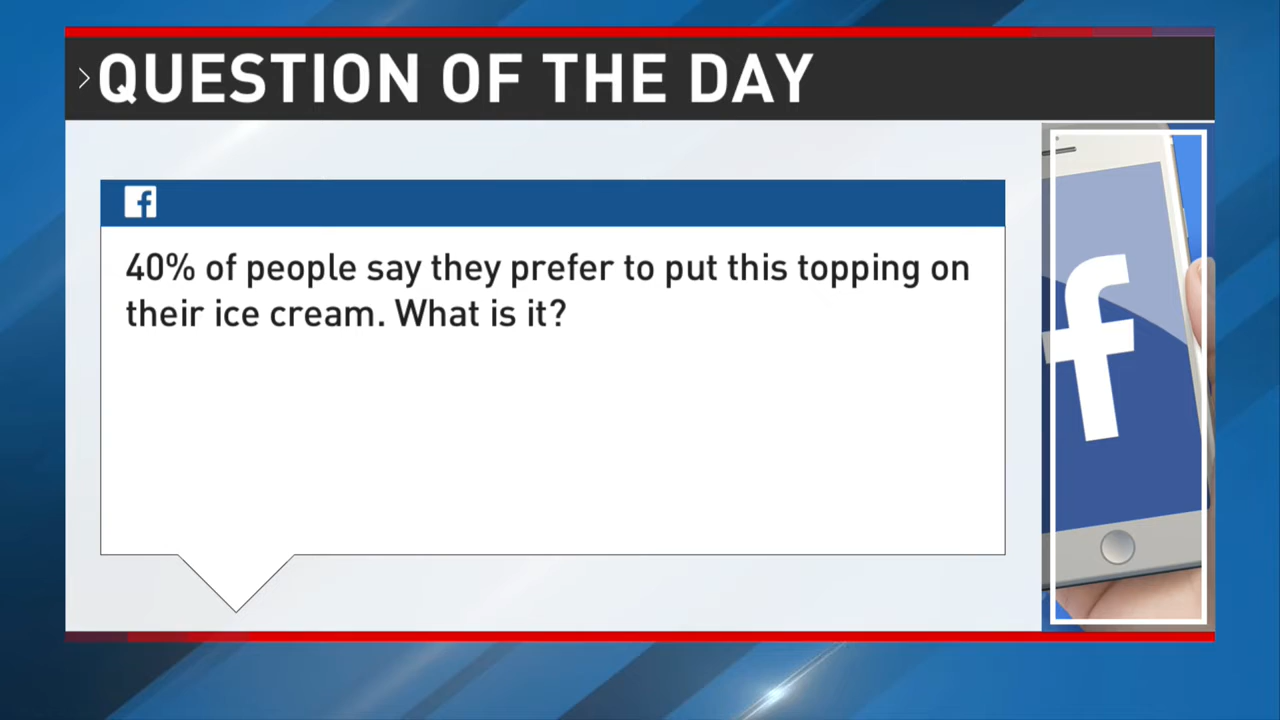 QUESTION OF THE DAY
40% of people say they prefer to put this topping on
their ice cream. What is it?